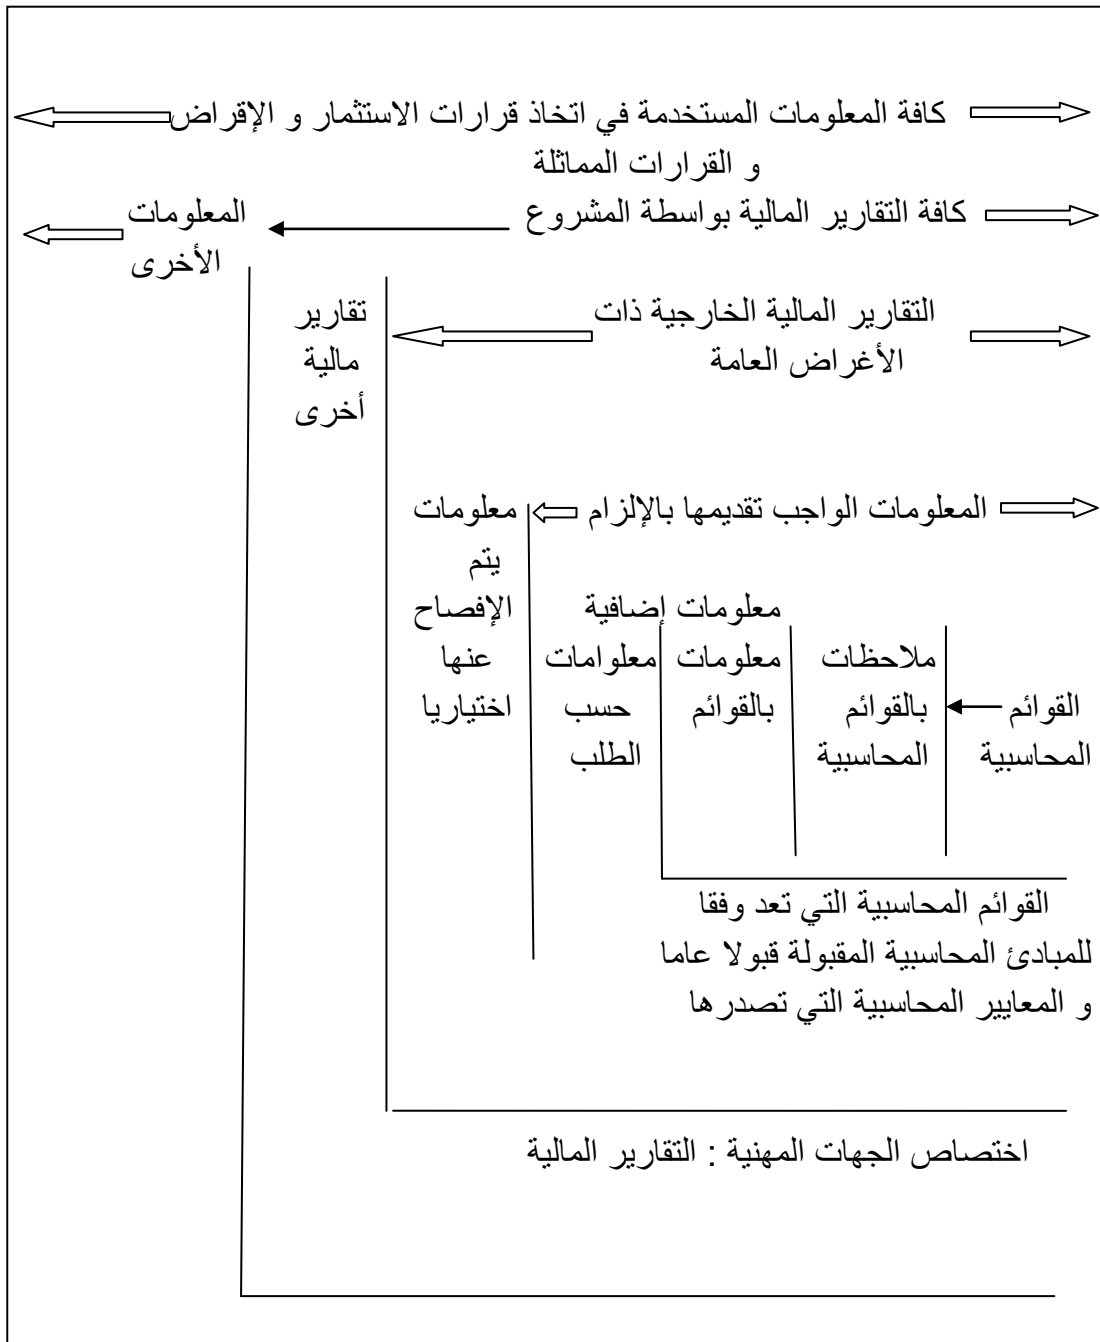 كافة المعلومات المستخدمة في اتخاذ قرارات الاستثمار و الإقراض
و القرارات المماثلة
كافة التقارير المالية بواسطة المشروع
المعلومات
الأخرى
التقارير المالية الخارجية ذات
الأغراض العامة
تقارير
مالية
أخرى
المعلومات الواجب تقديمها بالإلزام
معلومات
يتم
الإفصاح
عنها
اختياريا
معلومات إضافية
القوائم
المحاسبية
ملاحظات
بالقوائم
المحاسبية
معلومات
بالقوائم
معلوامات
حسب
الطلب
القوائم المحاسبية التي تعد وفقا
للمبادئ المحاسبية المقبولة قبولا عاما
و المعايير المحاسبية التي تصدرها
اختصاص الجهات المهنية : التقارير المالية